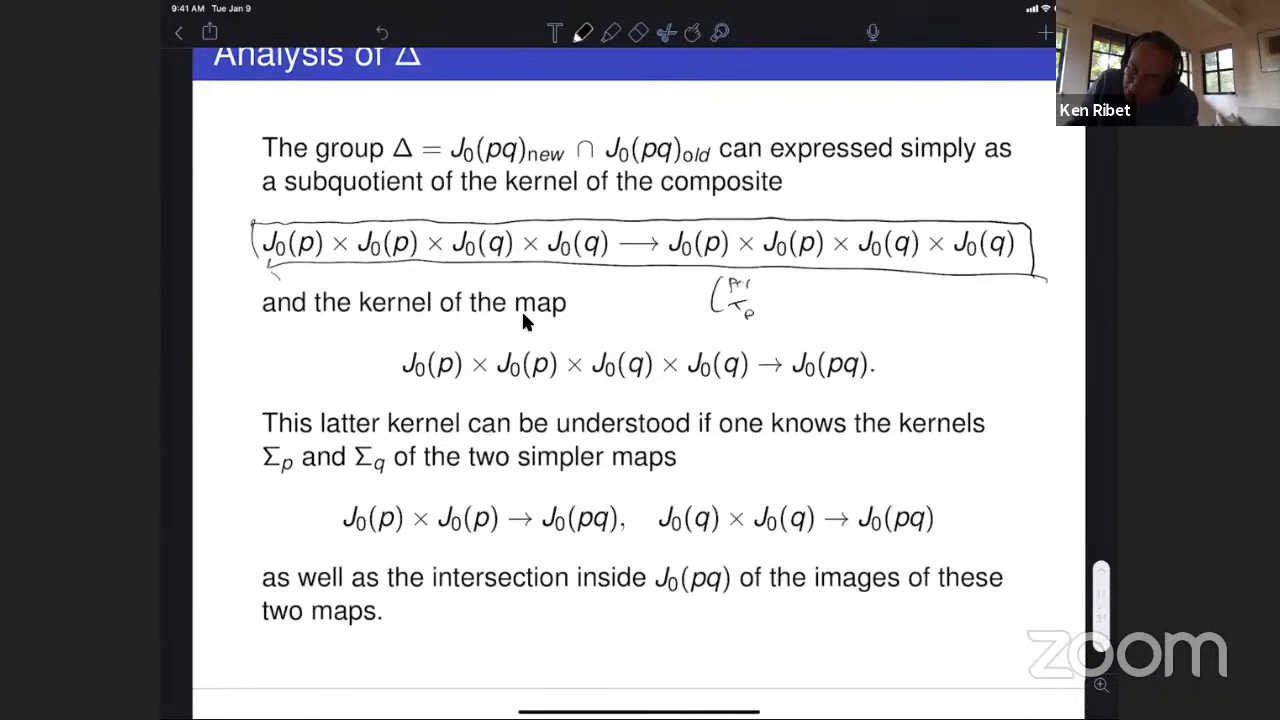 9:41 AM Tue Jan 9
Analysis of Δ
Ken Ribet
The group Δ = J₀(pq)new ∩ J₀(pq)old can expressed simply as
a subquotient of the kernel of the composite
J₀(p) × J₀(p) × J₀(q) × J₀(q) ⟶ J₀(p) × J₀(p) × J₀(q) × J₀(q)
and the kernel of the map
J₀(p) × J₀(p) × J₀(q) × J₀(q) → J₀(pq).
This latter kernel can be understood if one knows the kernels
Σp and Σq of the two simpler maps
J₀(p) × J₀(p) → J₀(pq), J₀(q) × J₀(q) → J₀(pq)
as well as the intersection inside J₀(pq) of the images of these
two maps.
zoom